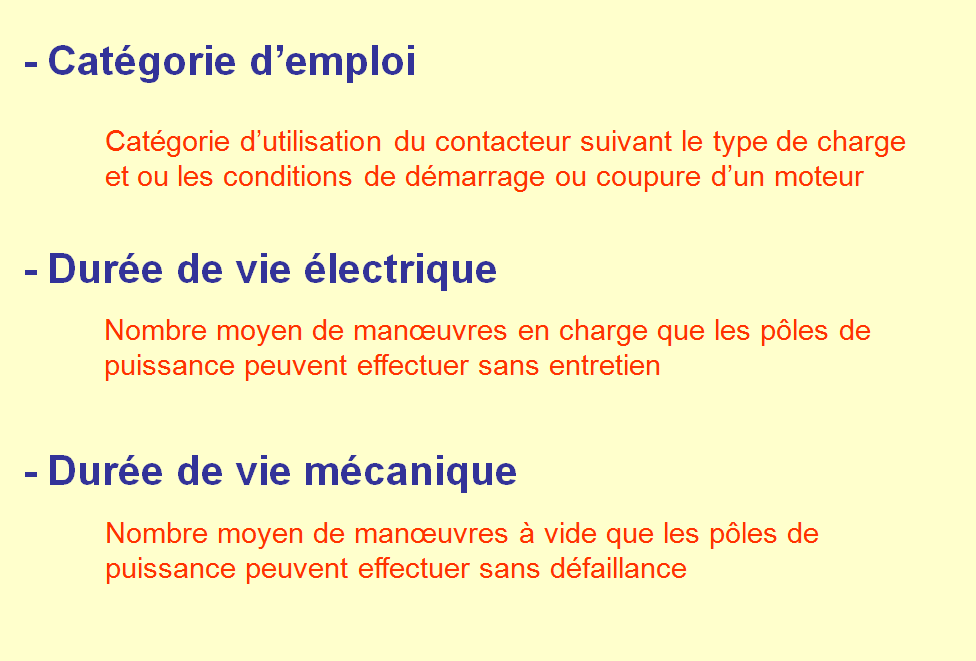 - Catégorie d’emploi
Catégorie d’utilisation du contacteur suivant le type de charge
et ou les conditions de démarrage ou coupure d’un moteur
- Durée de vie électrique
Nombre moyen de manœuvres en charge que les pôles de
puissance peuvent effectuer sans entretien
- Durée de vie mécanique
Nombre moyen de manœuvres à vide que les pôles de
puissance peuvent effectuer sans défaillance